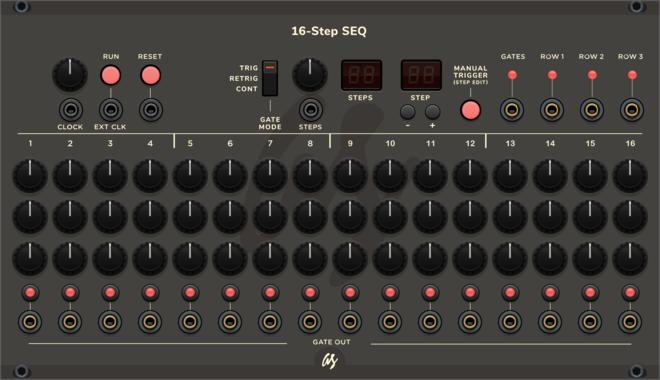 16-Step SEQ
RUN
RESET
TRIG
RETRIG
CONT
GATE
MODE
CLOCK
EXT CLK
STEPS
STEPS
STEP
- +
MANUAL
TRIGGER
(STEP EDIT)
GATES
ROW 1
ROW 2
ROW 3
1 2 3 4 5 6 7 8 9 10 11 12 13 14 15 16
GATE OUT